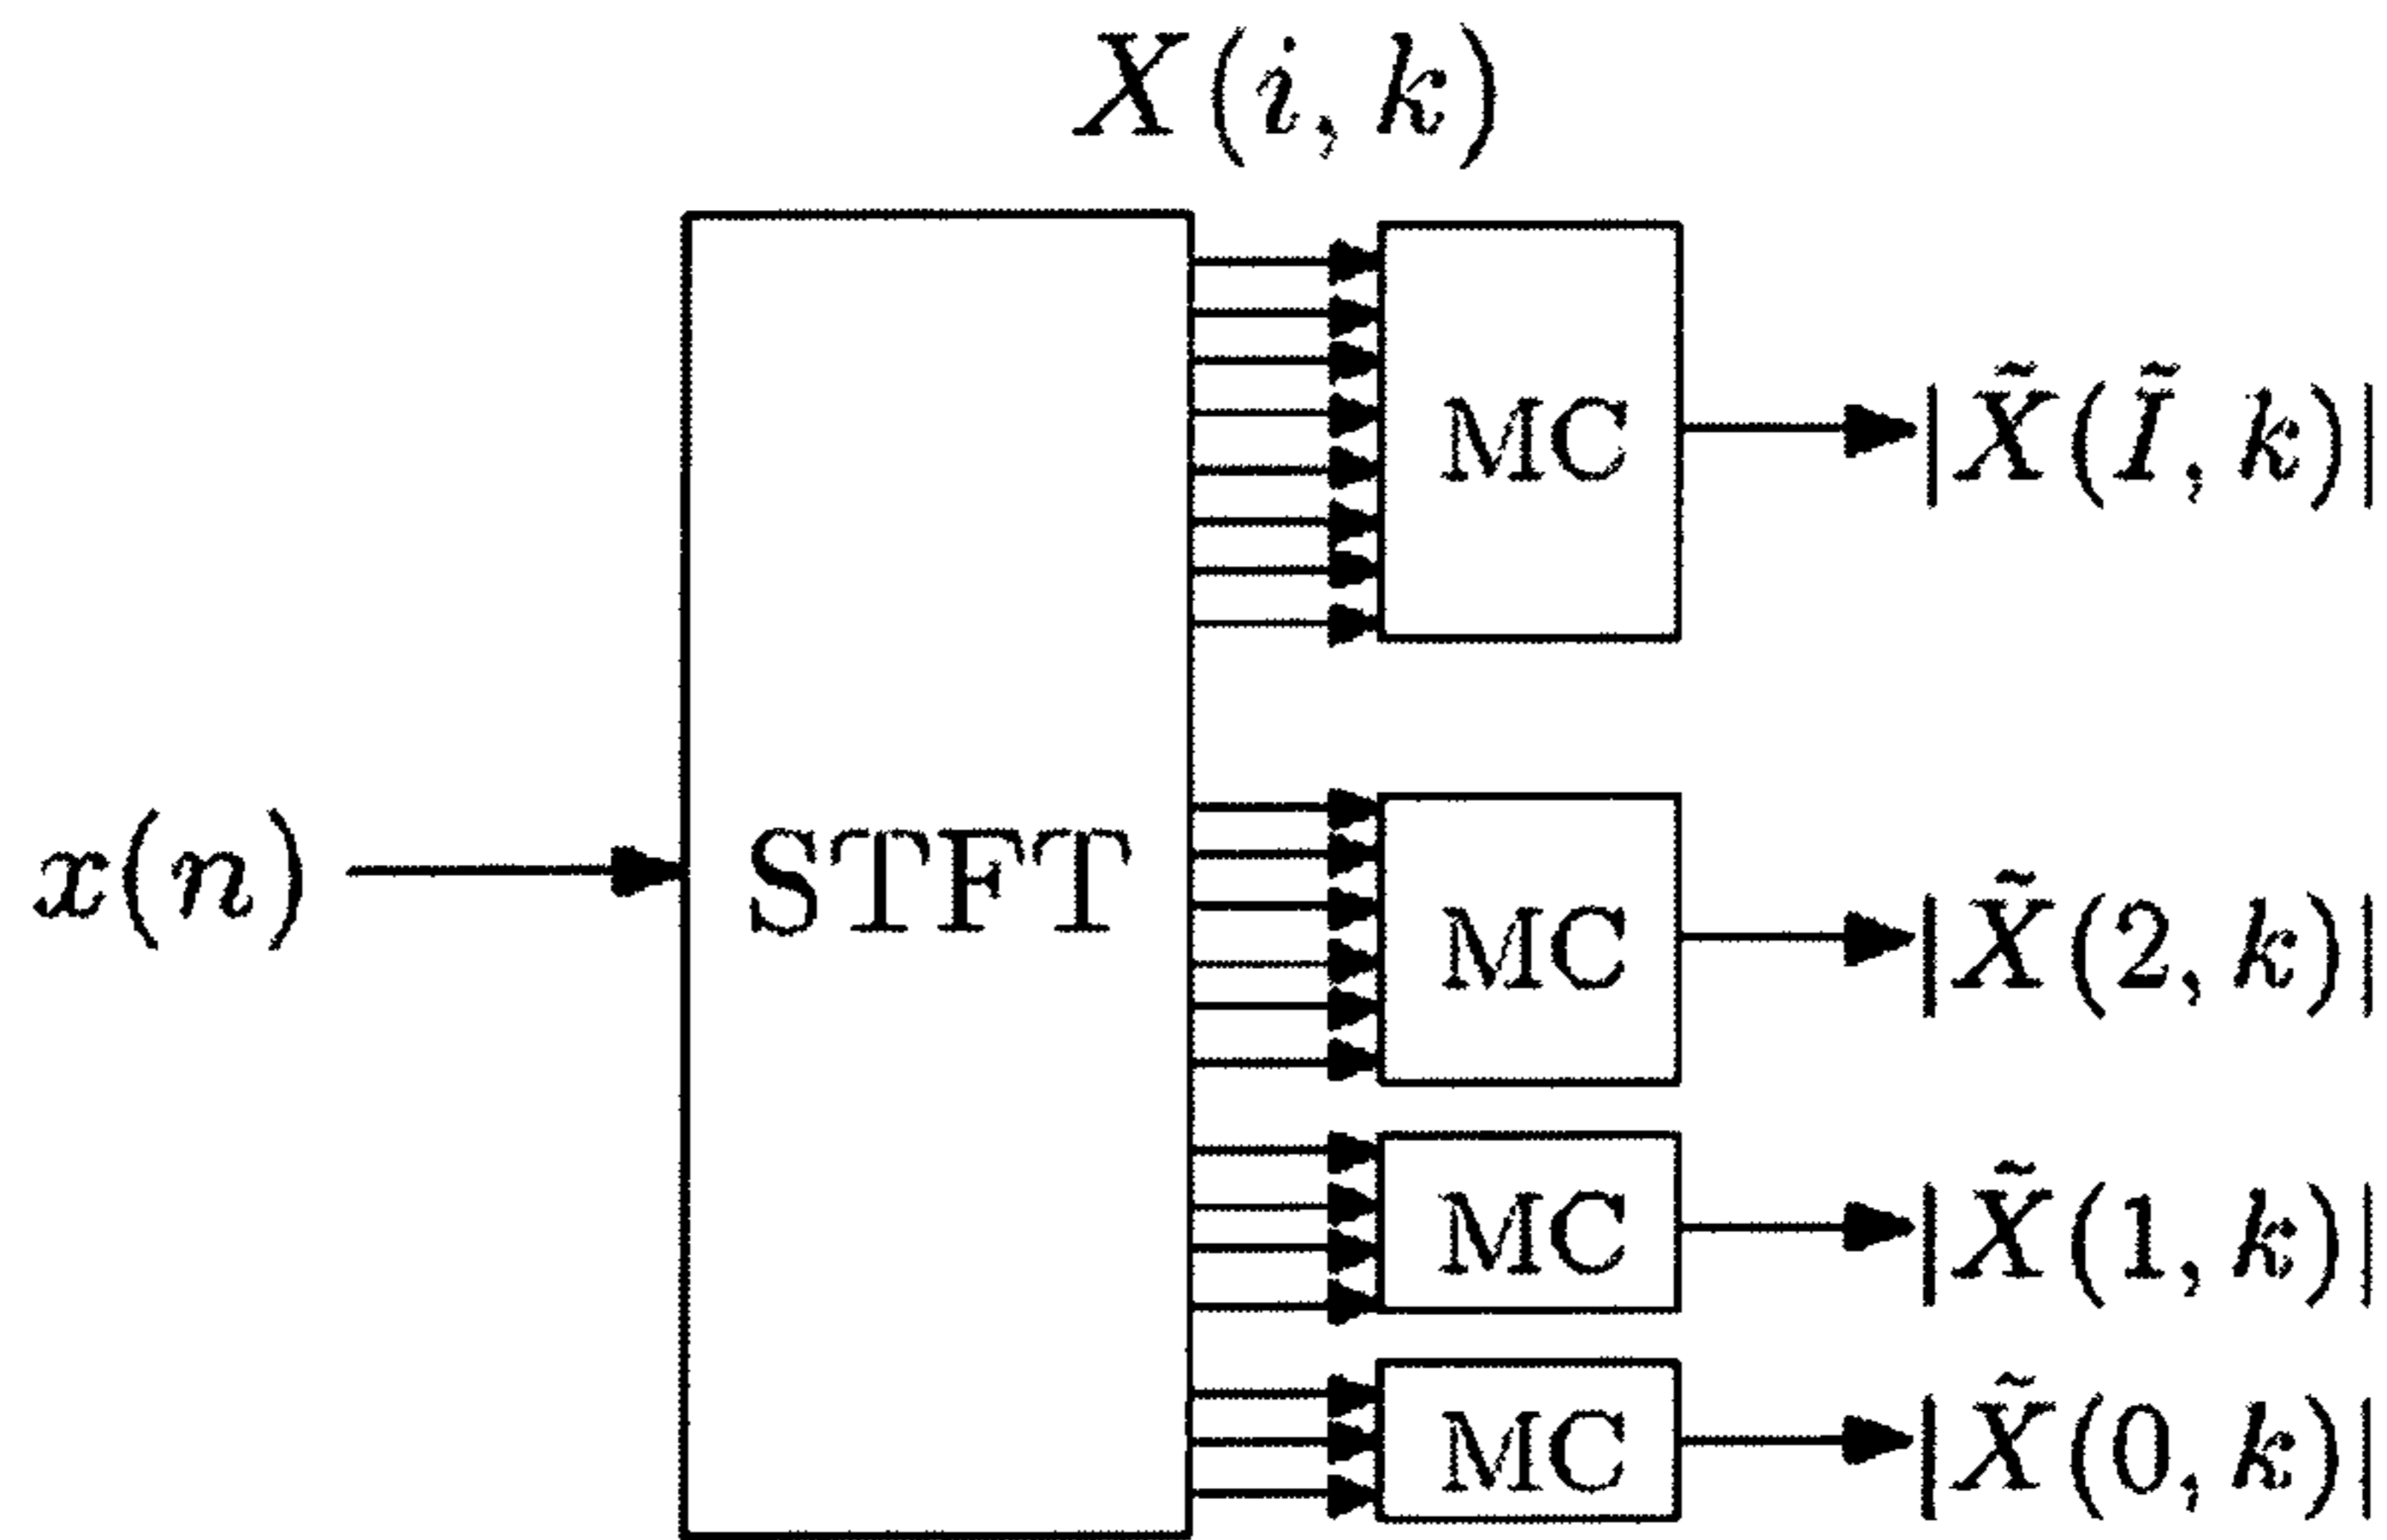 X(i, k)
MC
|X̃(Ĩ, k)|
x(n)
STFT
MC
|X̃(2, k)|
MC
|X̃(1, k)|
MC
|X̃(0, k)|